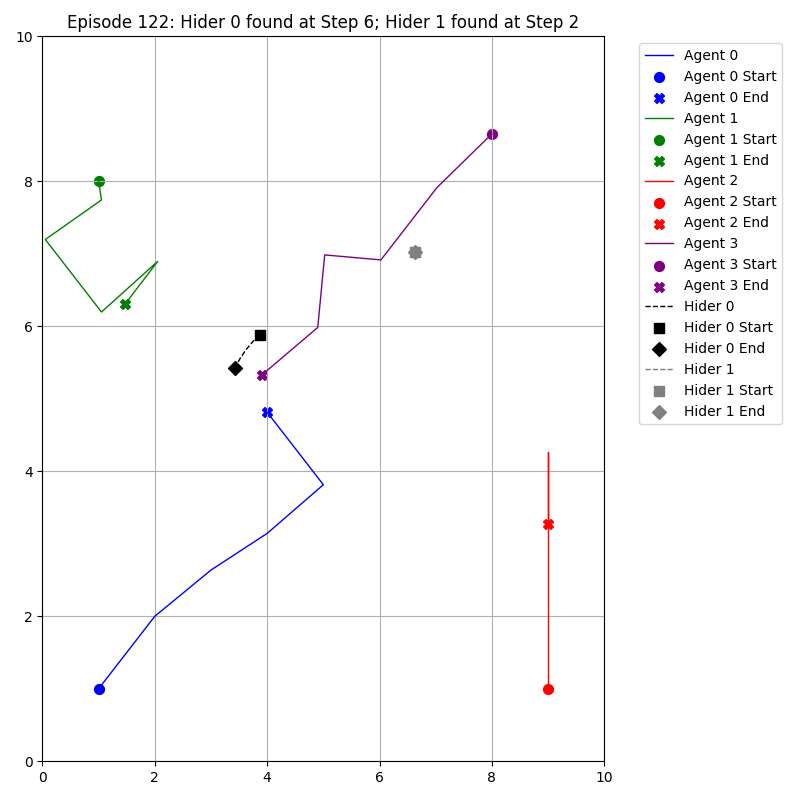 Episode 122: Hider 0 found at Step 6; Hider 1 found at Step 2
10
8
6
4
2
0
0
2
4
6
8
10
Agent 0
Agent 0 Start
Agent 0 End
Agent 1
Agent 1 Start
Agent 1 End
Agent 2
Agent 2 Start
Agent 2 End
Agent 3
Agent 3 Start
Agent 3 End
Hider 0
Hider 0 Start
Hider 0 End
Hider 1
Hider 1 Start
Hider 1 End